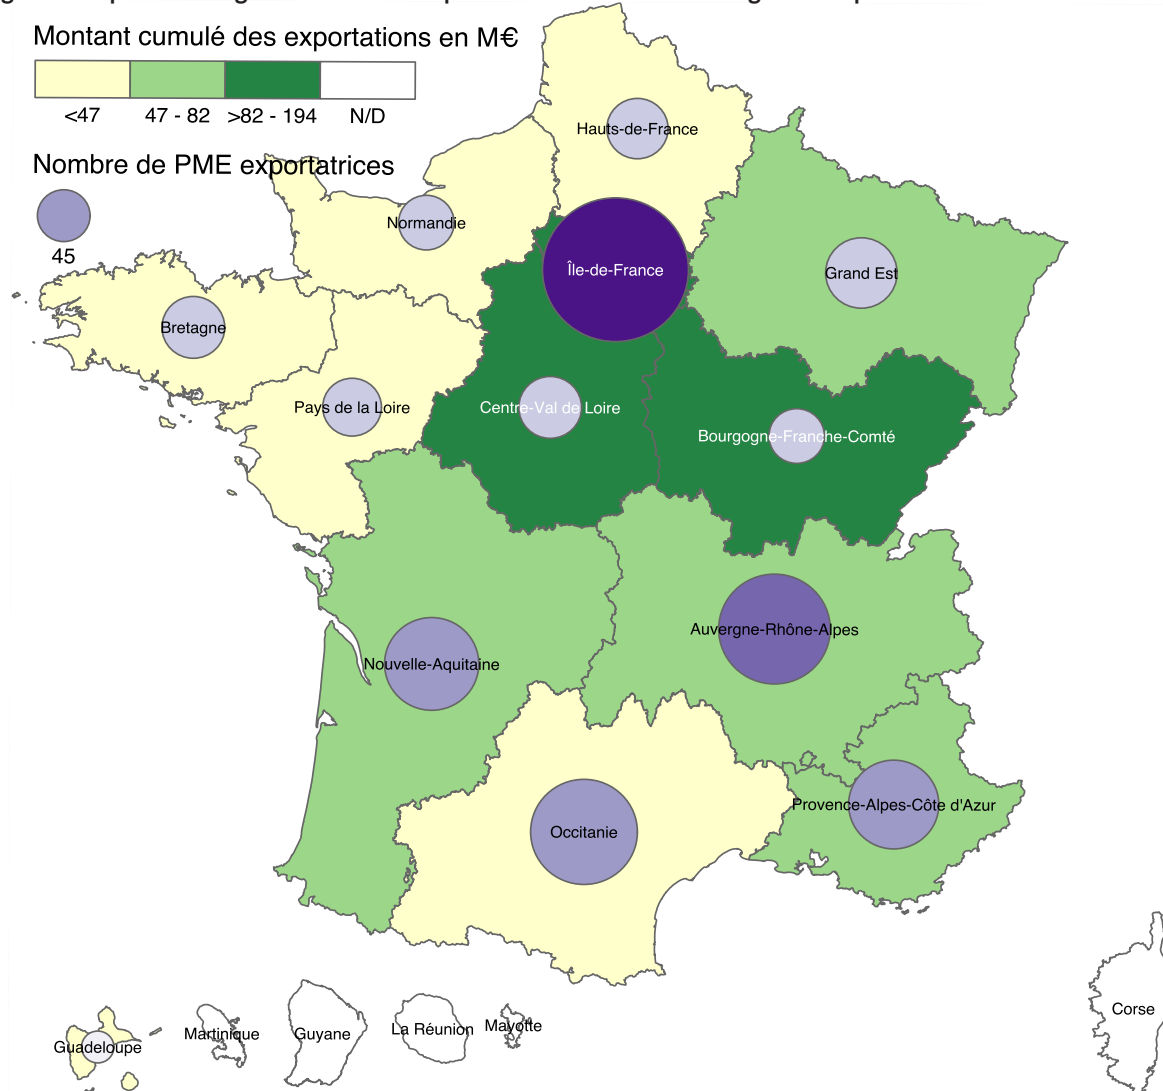 Montant cumulé des exportations en M€
<47 47 - 82 >82 - 194 N/D
Nombre de PME exportatrices
45
Hauts-de-France
Normandie
Île-de-France
Grand Est
Bretagne
Pays de la Loire
Centre-Val de Loire
Bourgogne-Franche-Comté
Auvergne-Rhône-Alpes
Nouvelle-Aquitaine
Provence-Alpes-Côte d'Azur
Occitanie
Corse
Guadeloupe
Martinique
Guyane
La Réunion
Mayotte